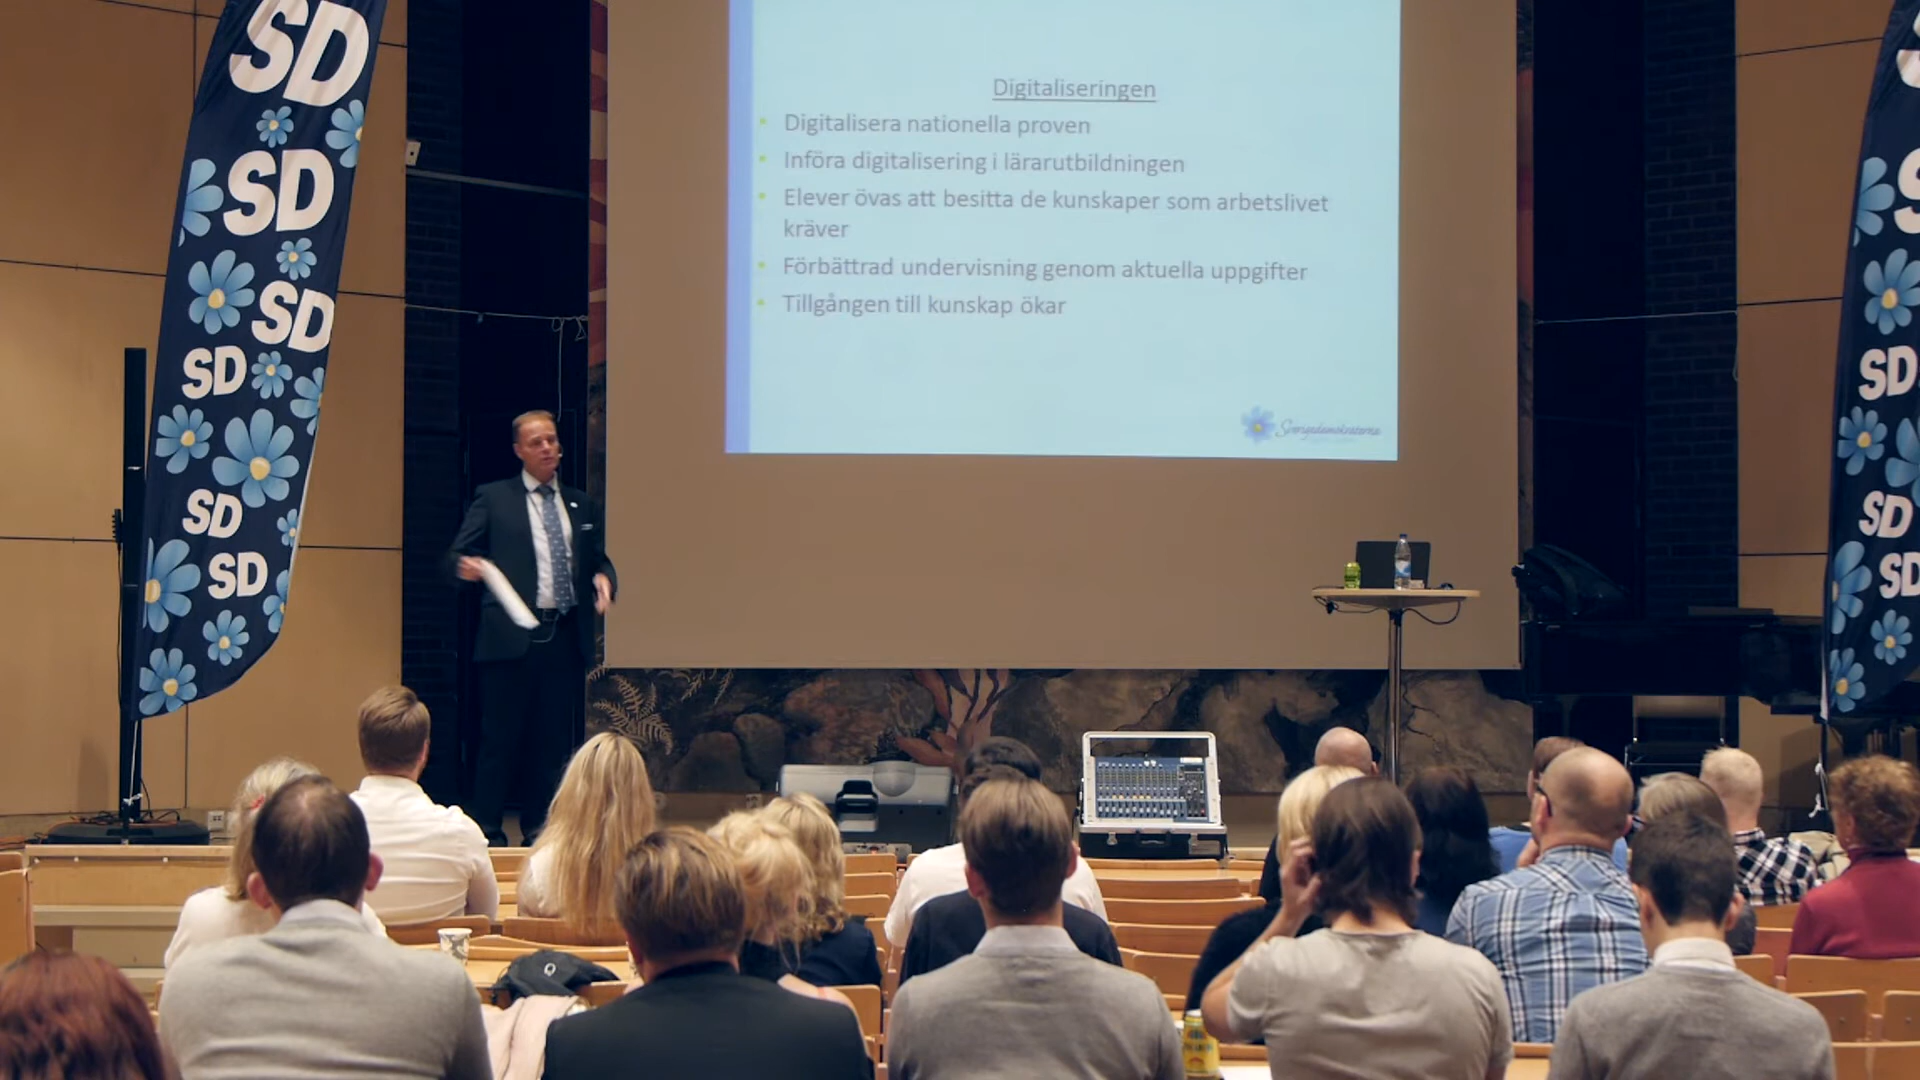 SD
SD
SD
SD
SD
SD
Digitaliseringen
Digitalisera nationella proven
Införa digitalisering i lärarutbildningen
Elever övas att besitta de kunskaper som arbetslivet
kräver
Förbättrad undervisning genom aktuella uppgifter
Tillgången till kunskap ökar
Sverigedemokraterna
SD
SD
SD